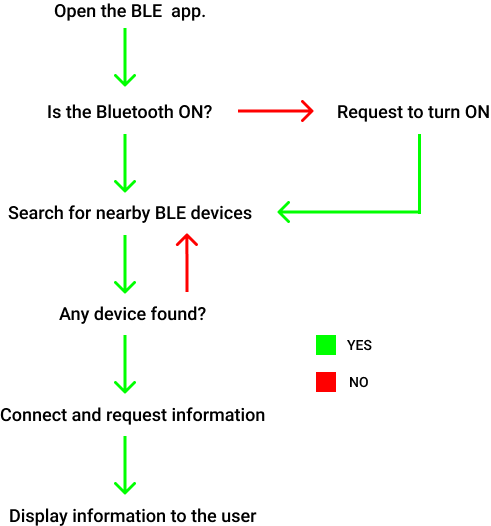 Open the BLE app.
Is the Bluetooth ON?
Request to turn ON
Search for nearby BLE devices
Any device found?
YES
NO
Connect and request information
Display information to the user